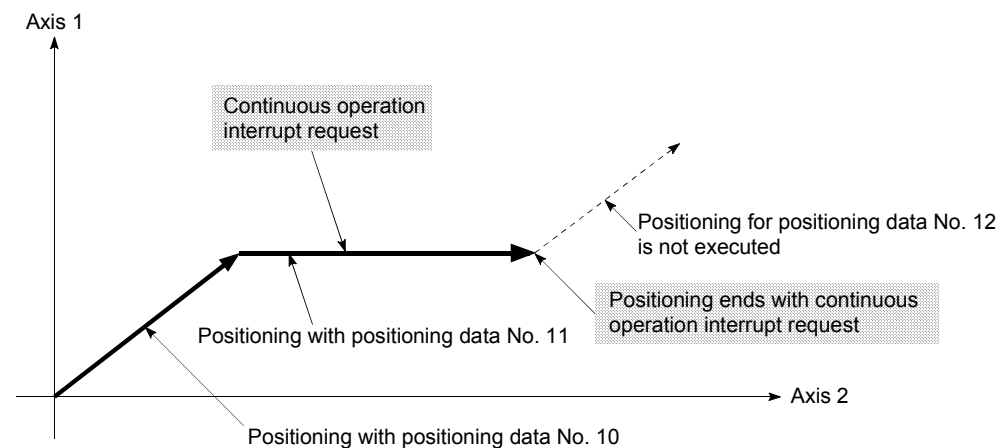 Axis 1
Continuous operation
interrupt request
Positioning for positioning data No. 12
is not executed
Positioning ends with continuous
operation interrupt request
Positioning with positioning data No. 11
Axis 2
Positioning with positioning data No. 10